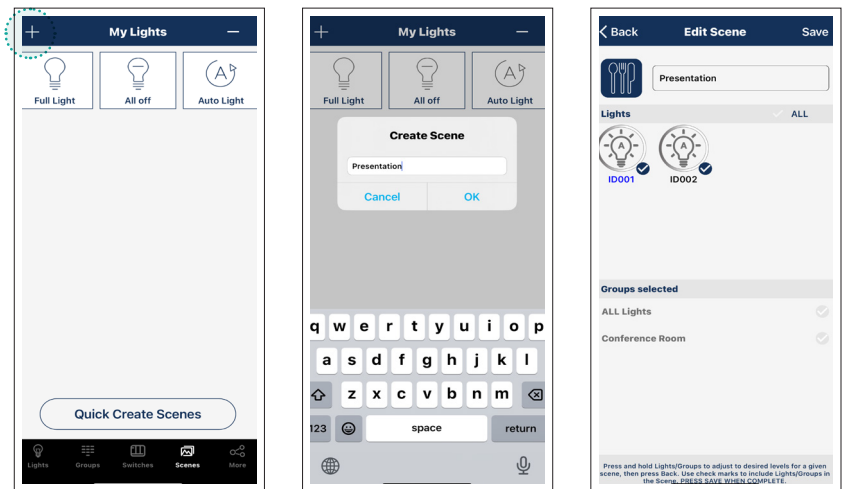 My Lights
Full Light
All off
Auto Light
Quick Create Scenes
Lights
Groups
Switches
Scenes
More
My Lights
Full Light
All off
Auto Light
Create Scene
Presentation
Cancel
OK
q w e r t y u i o p
a s d f g h j k l
z x c v b n m
123
space
return
Back
Edit Scene
Save
Presentation
Lights
ALL
A
A
ID001
ID002
Groups selected
ALL Lights
Conference Room
Press and hold Lights/Groups to adjust to desired levels for a given
scene, then press Back. Use check marks to include Lights/Groups in
the Scene. PRESS SAVE WHEN COMPLETE.